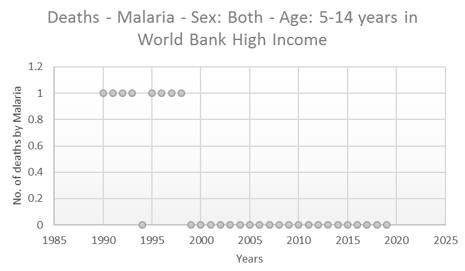 Deaths - Malaria - Sex: Both - Age: 5-14 years in
World Bank High Income
1.2
1
0.8
0.6
0.4
0.2
0
No. of deaths by Malaria
1985 1990 1995 2000 2005 2010 2015 2020 2025
Years